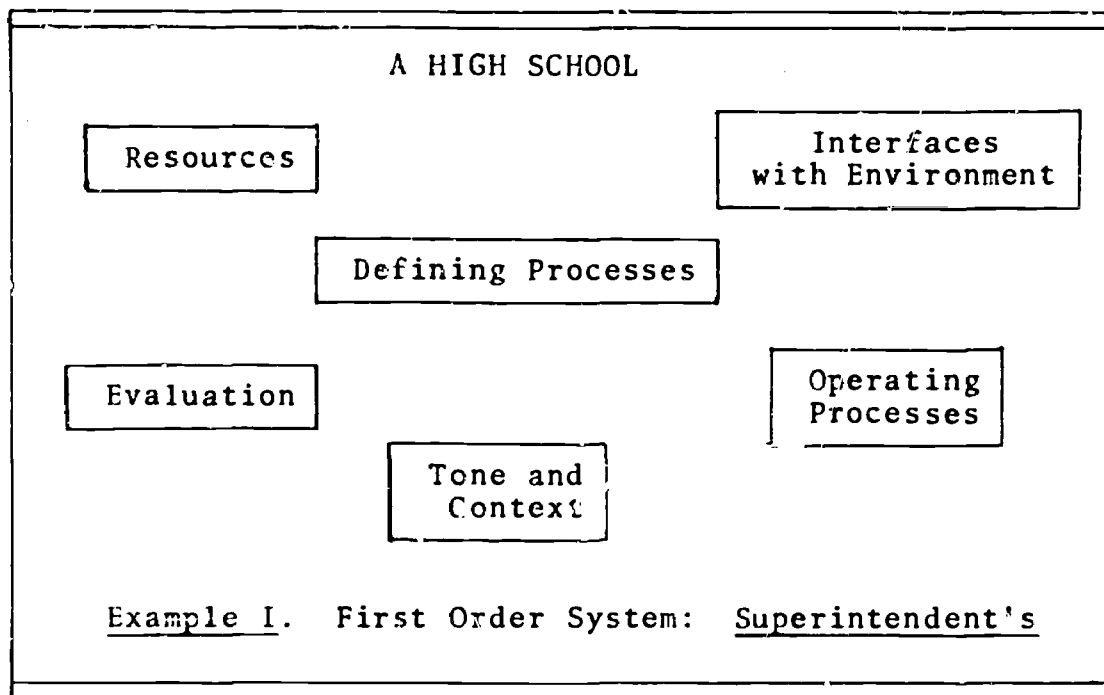 A HIGH SCHOOL
Resources
Interfaces
with Environment
Defining Processes
Evaluation
Operating
Processes
Tone and
Context
Example I. First Order System: Superintendent's